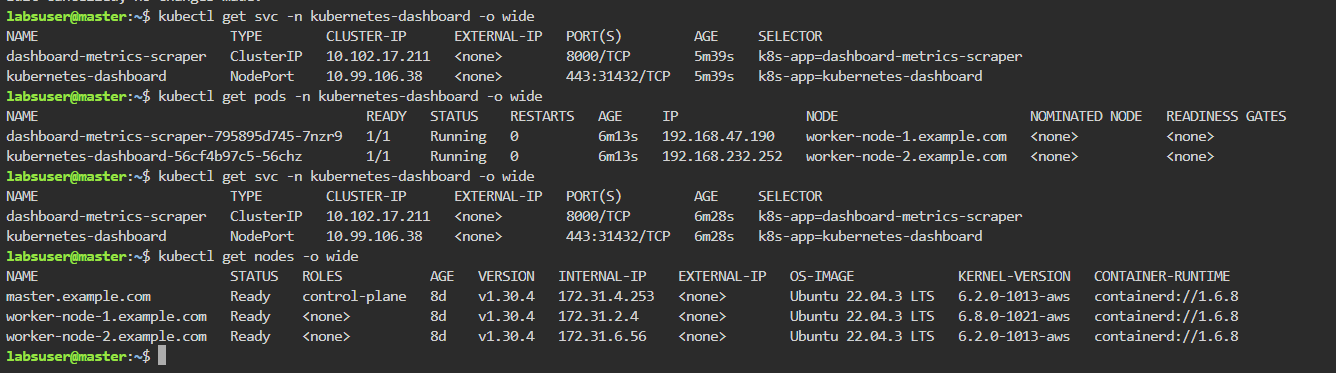 labsuser@master:~$ kubectl get svc -n kubernetes-dashboard -o wide
NAME TYPE CLUSTER-IP EXTERNAL-IP PORT(S) AGE SELECTOR
dashboard-metrics-scraper ClusterIP 10.102.17.211 <none> 8000/TCP 5m39s k8s-app=dashboard-metrics-scraper
kubernetes-dashboard NodePort 10.99.106.38 <none> 443:31432/TCP 5m39s k8s-app=kubernetes-dashboard
labsuser@master:~$ kubectl get pods -n kubernetes-dashboard -o wide
NAME READY STATUS RESTARTS AGE IP NODE NOMINATED NODE READINESS GATES
dashboard-metrics-scraper-795895d745-7nzr9 1/1 Running 0 6m13s 192.168.47.190 worker-node-1.example.com <none> <none>
kubernetes-dashboard-56cf4b97c5-56chz 1/1 Running 0 6m13s 192.168.232.252 worker-node-2.example.com <none> <none>
labsuser@master:~$ kubectl get svc -n kubernetes-dashboard -o wide
NAME TYPE CLUSTER-IP EXTERNAL-IP PORT(S) AGE SELECTOR
dashboard-metrics-scraper ClusterIP 10.102.17.211 <none> 8000/TCP 6m28s k8s-app=dashboard-metrics-scraper
kubernetes-dashboard NodePort 10.99.106.38 <none> 443:31432/TCP 6m28s k8s-app=kubernetes-dashboard
labsuser@master:~$ kubectl get nodes -o wide
NAME STATUS ROLES AGE VERSION INTERNAL-IP EXTERNAL-IP OS-IMAGE KERNEL-VERSION CONTAINER-RUNTIME
master.example.com Ready control-plane 8d v1.30.4 172.31.4.253 <none> Ubuntu 22.04.3 LTS 6.2.0-1013-aws containerd://1.6.8
worker-node-1.example.com Ready <none> 8d v1.30.4 172.31.2.4 <none> Ubuntu 22.04.3 LTS 6.8.0-1021-aws containerd://1.6.8
worker-node-2.example.com Ready <none> 8d v1.30.4 172.31.6.56 <none> Ubuntu 22.04.3 LTS 6.2.0-1013-aws containerd://1.6.8
labsuser@master:~$